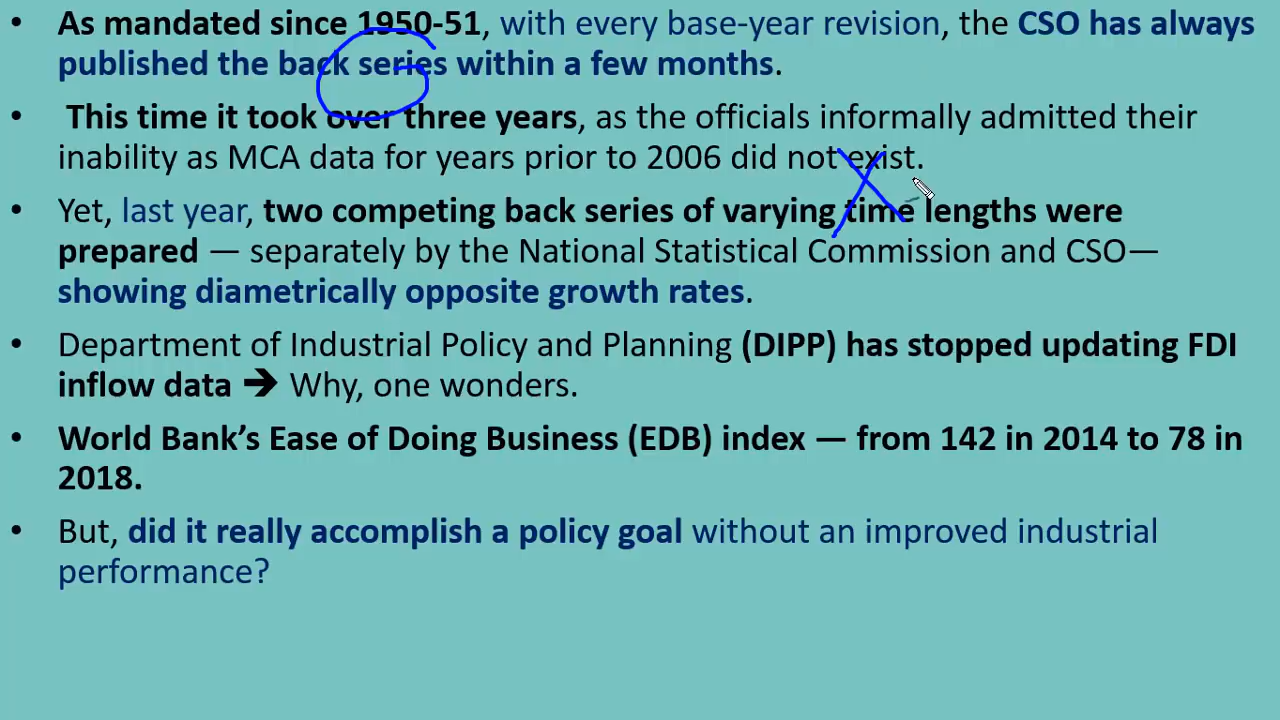 • As mandated since 1950-51, with every base-year revision, the CSO has always
published the back series within a few months.
• This time it took over three years, as the officials informally admitted their
inability as MCA data for years prior to 2006 did not exist.
• Yet, last year, two competing back series of varying time lengths were
prepared — separately by the National Statistical Commission and CSO—
showing diametrically opposite growth rates.
• Department of Industrial Policy and Planning (DIPP) has stopped updating FDI
inflow data ➔ Why, one wonders.
• World Bank’s Ease of Doing Business (EDB) index — from 142 in 2014 to 78 in
2018.
• But, did it really accomplish a policy goal without an improved industrial
performance?